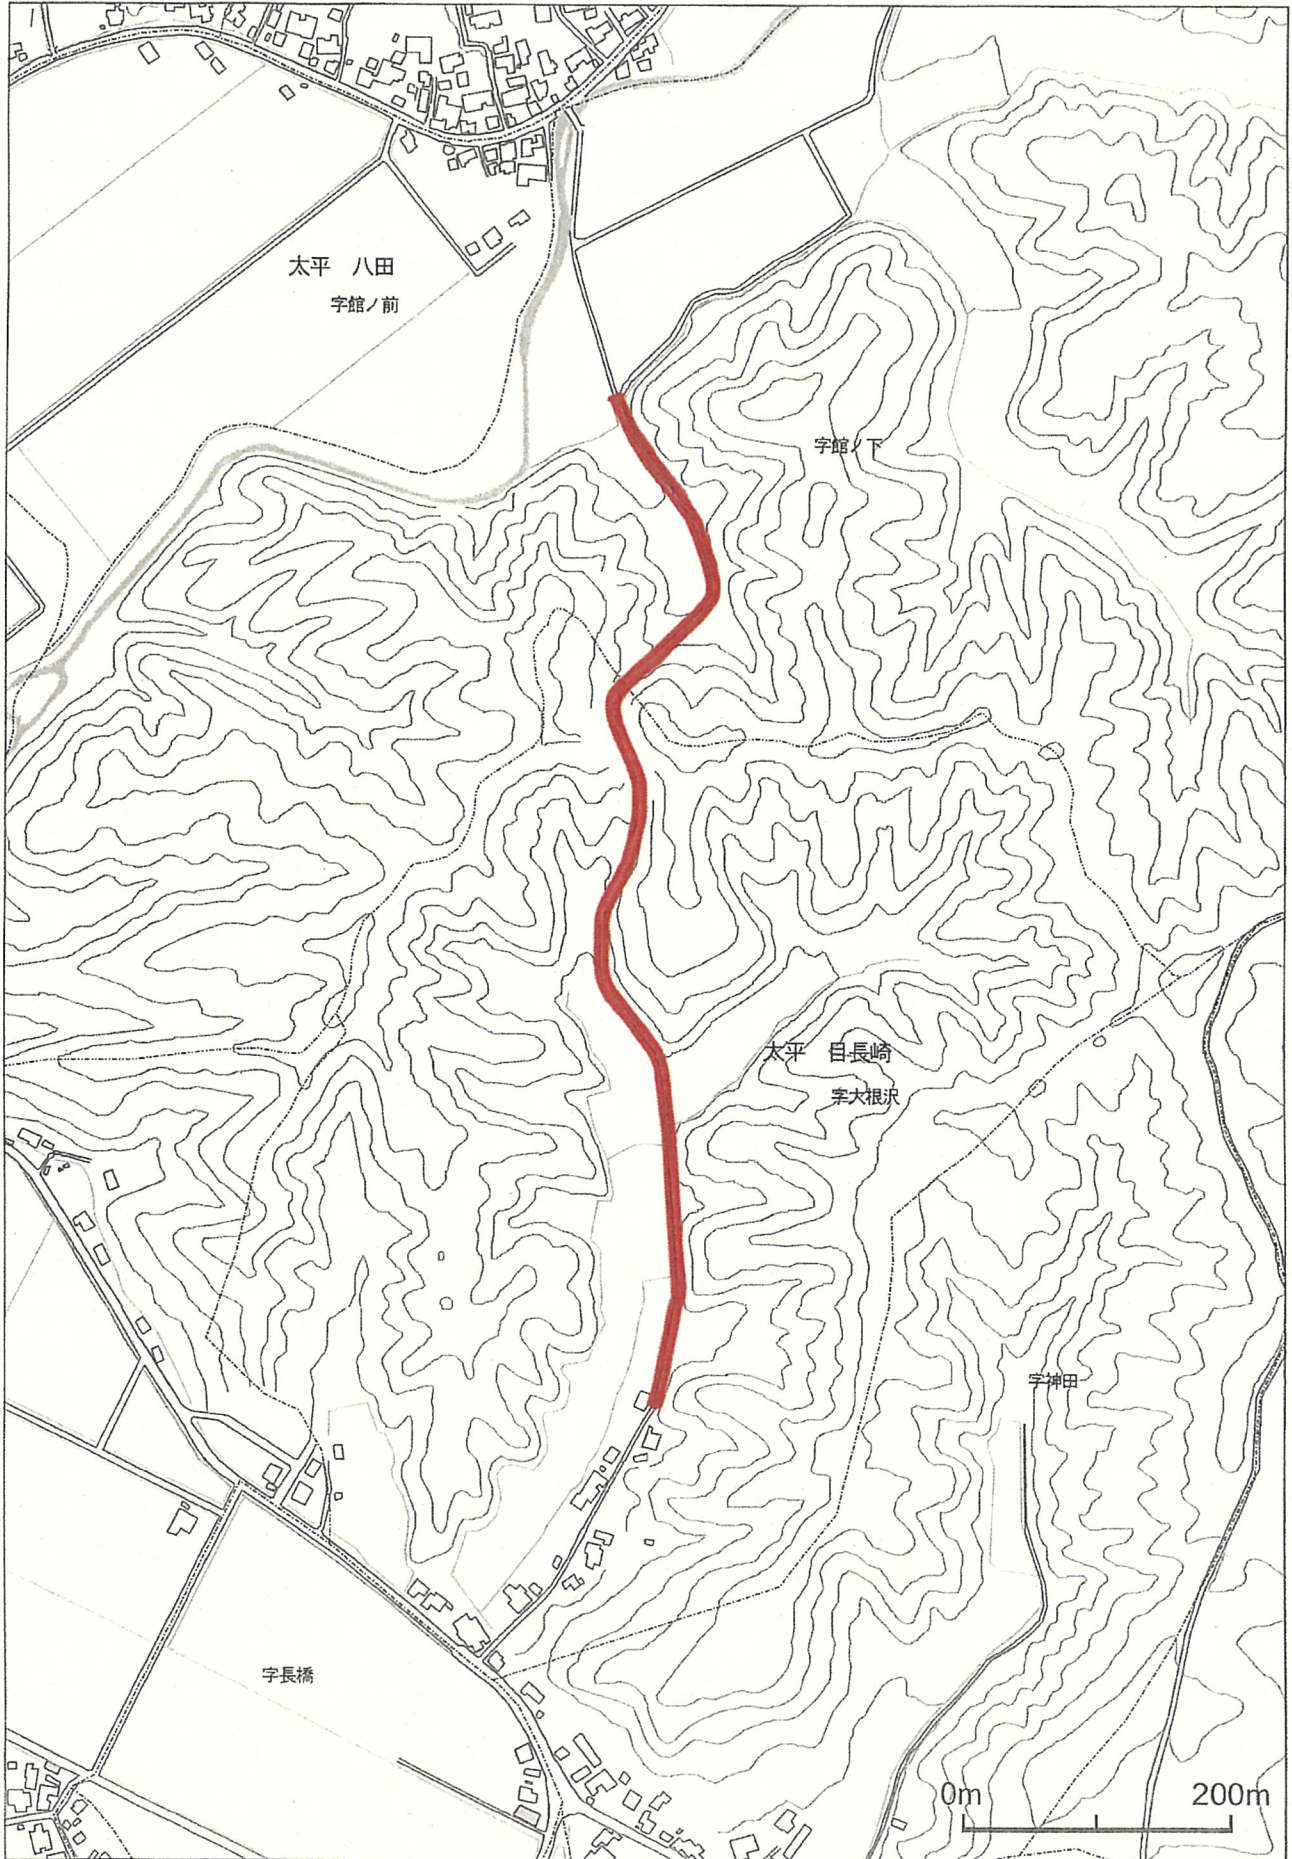 太平　八田
字館ノ前
字館ノ下
太平　目長崎
字大根沢
字神田
字長橋
0m 200m